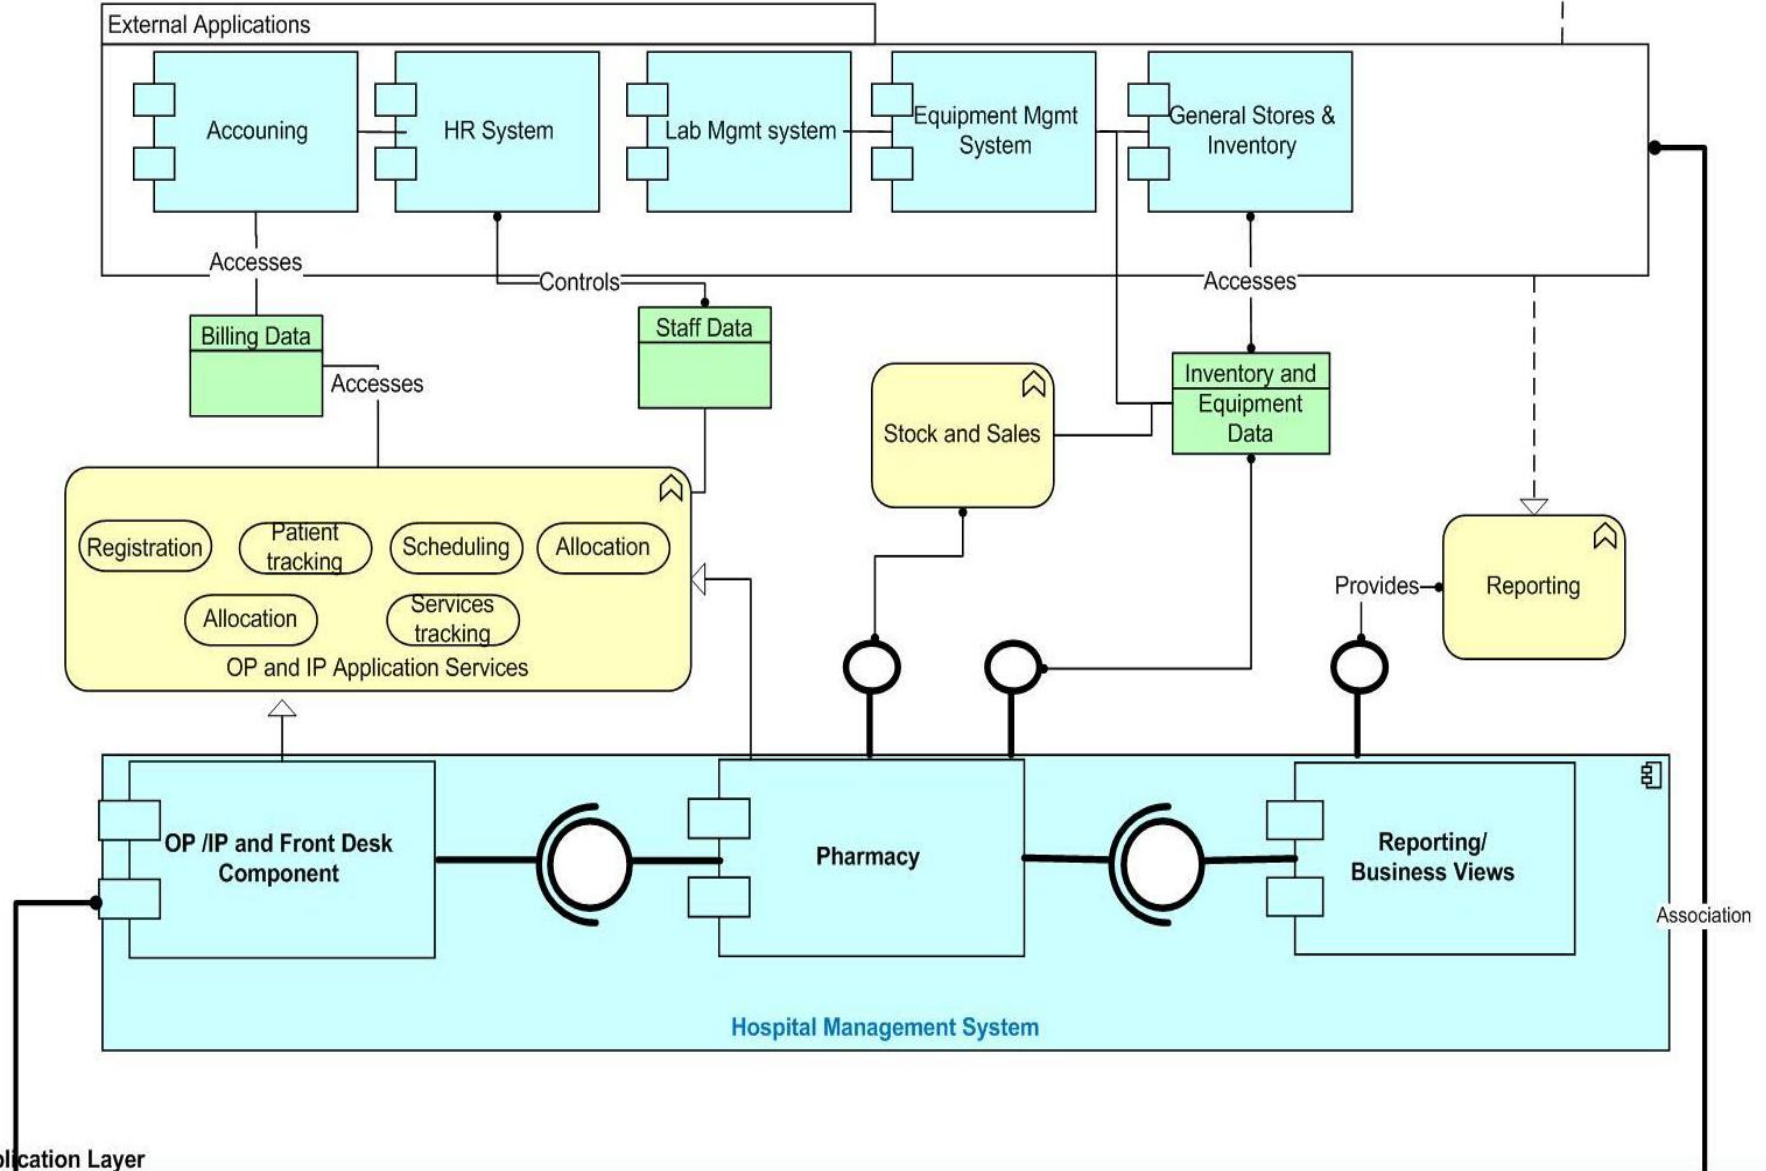 External Applications
Accouning
HR System
Lab Mgmt system
Equipment Mgmt
System
General Stores &
Inventory
Accesses
Controls
Accesses
Billing Data
Accesses
Staff Data
Stock and Sales
Inventory and
Equipment
Data
Registration
Patient
tracking
Scheduling
Allocation
Allocation
Services
tracking
OP and IP Application Services
Provides
Reporting
OP /IP and Front Desk
Component
Pharmacy
Reporting/
Business Views
Association
Hospital Management System
plication Layer